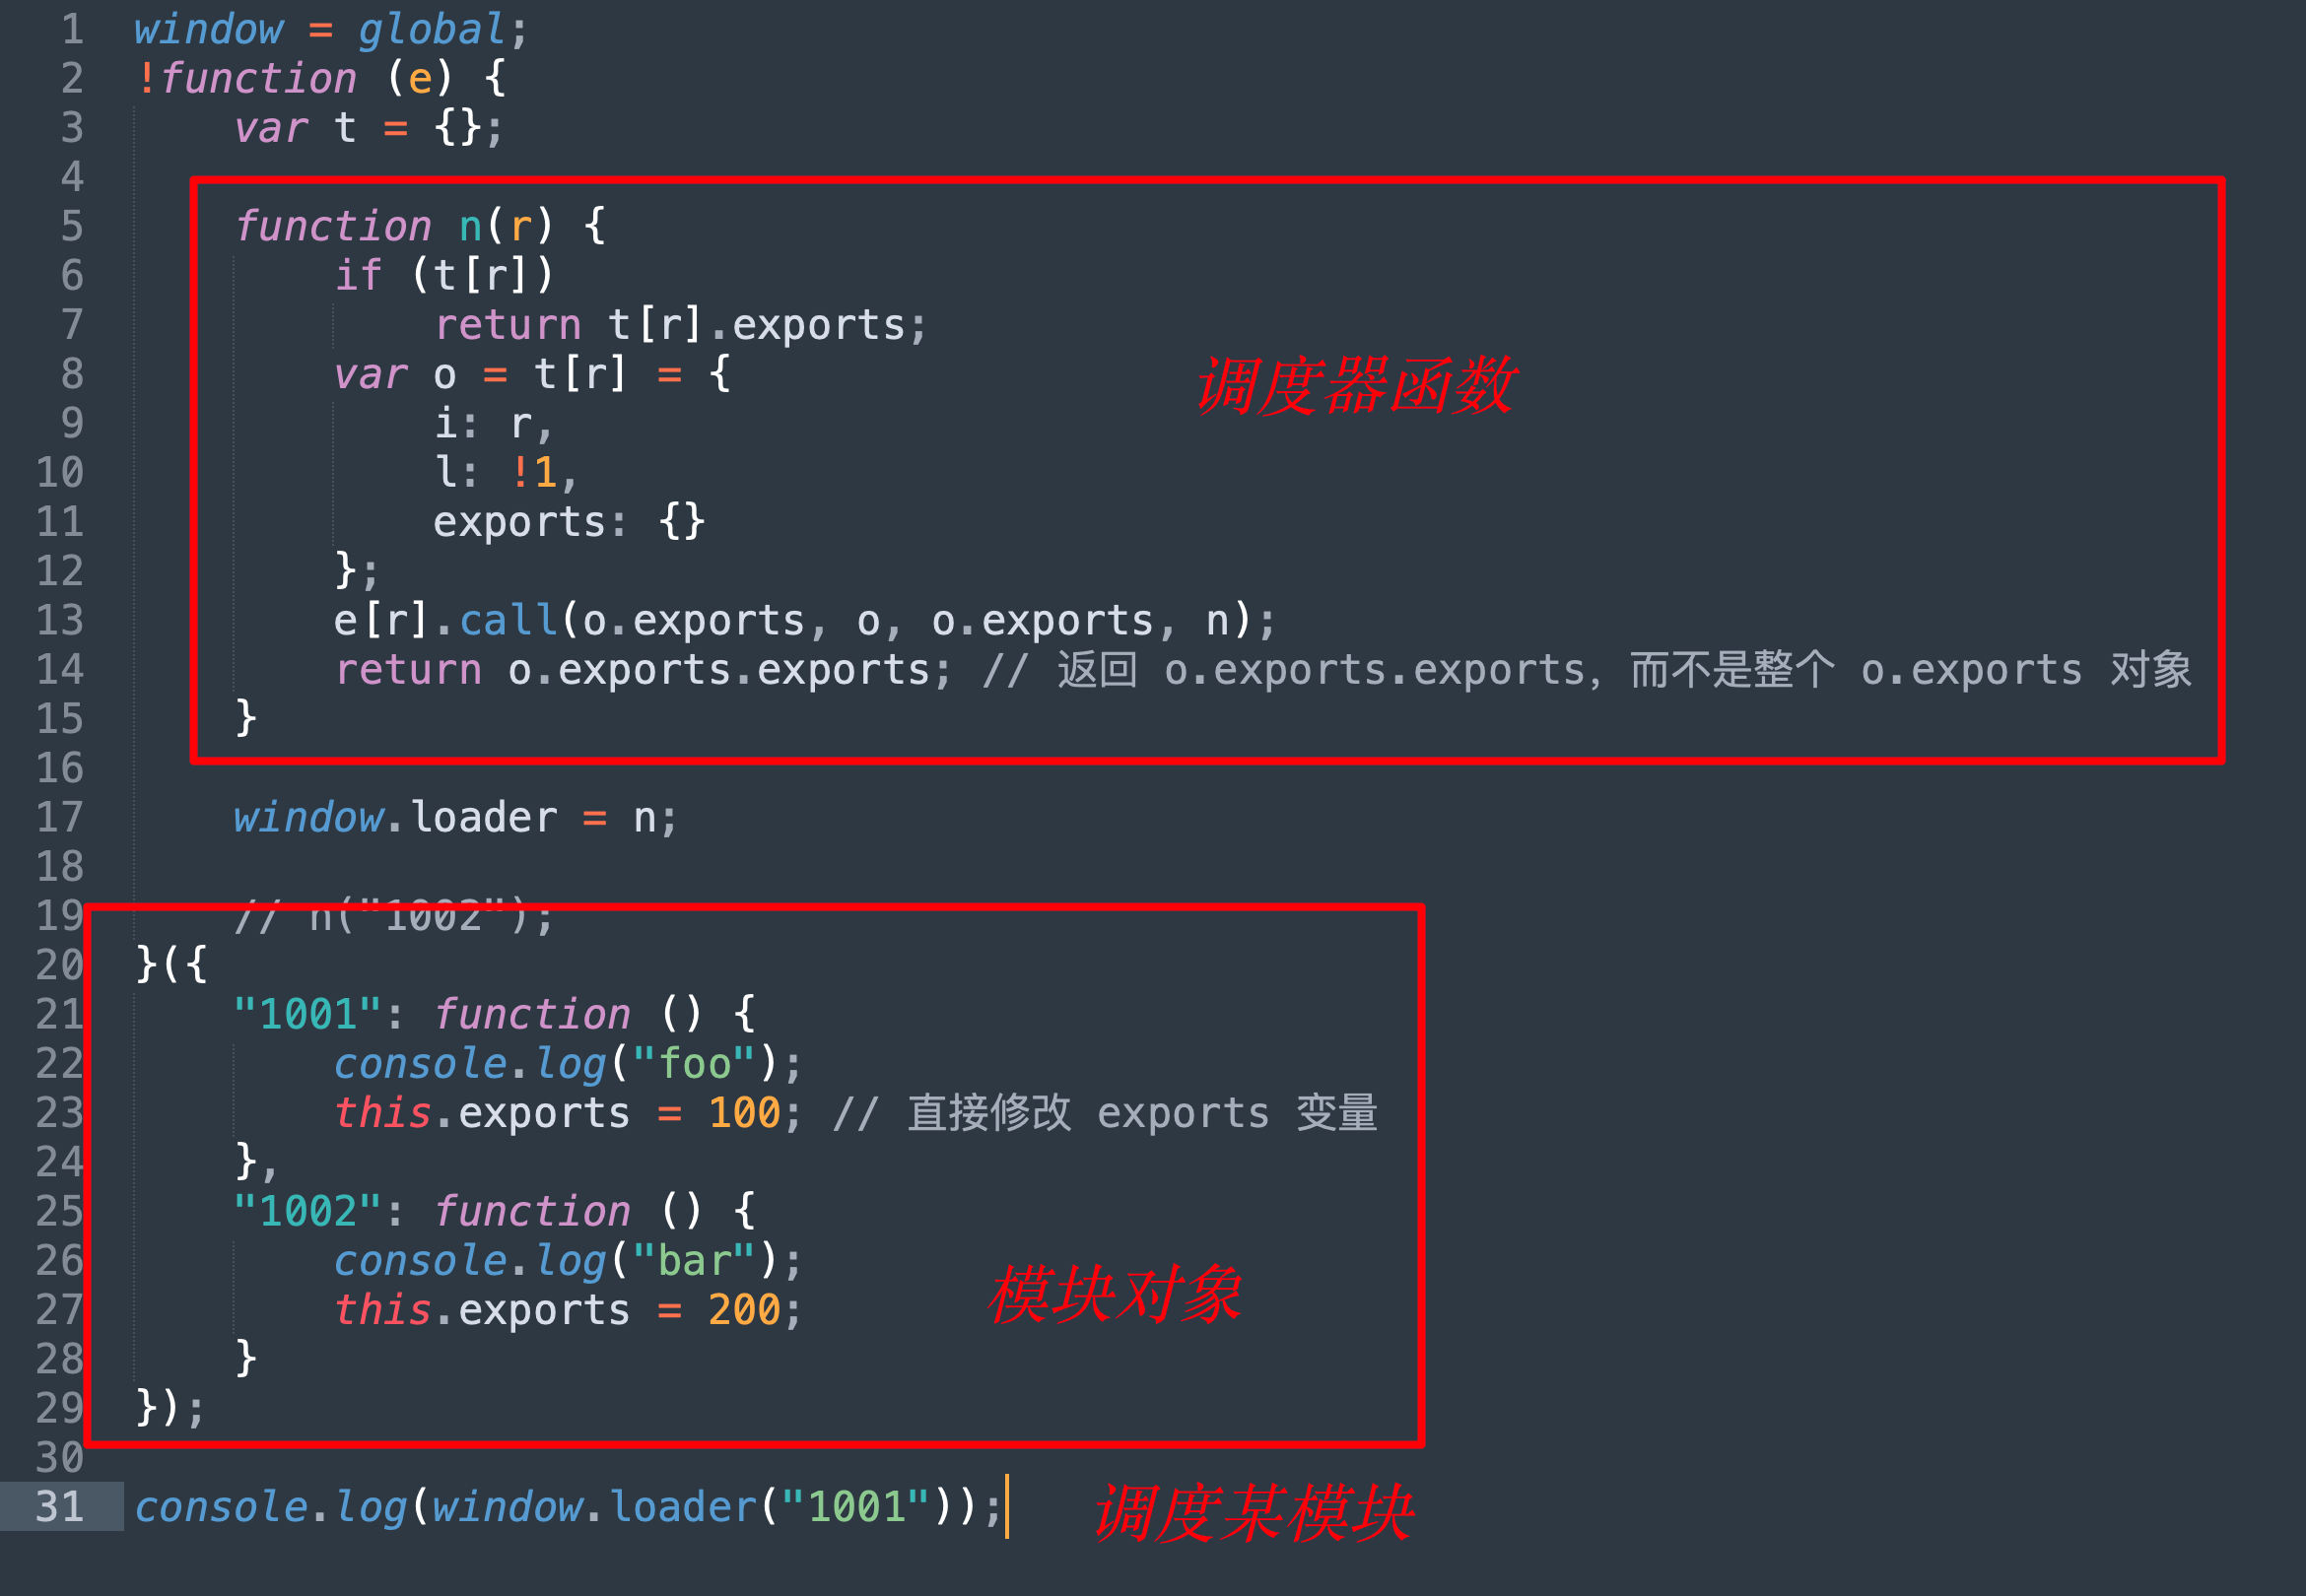 1 window = global;
2 !function (e) {
3 var t = {};
4
5 function n(r) {
6 if (t[r])
7 return t[r].exports;
8 var o = t[r] = {
调度器函数
9 i: r,
10 l: !1,
11 exports: {}
12 };
13 e[r].call(o.exports, o, o.exports, n);
14 return o.exports.exports; // 返回 o.exports.exports，而不是整个 o.exports 对象
15 }
16
17 window.loader = n;
18
19 // n("1002");
20 }({
21 "1001": function () {
22 console.log("foo");
23 this.exports = 100; // 直接修改 exports 变量
24 },
25 "1002": function () {
26 console.log("bar");
模块对象
27 this.exports = 200;
28 }
29 });
30
31 console.log(window.loader("1001"));
调度某模块